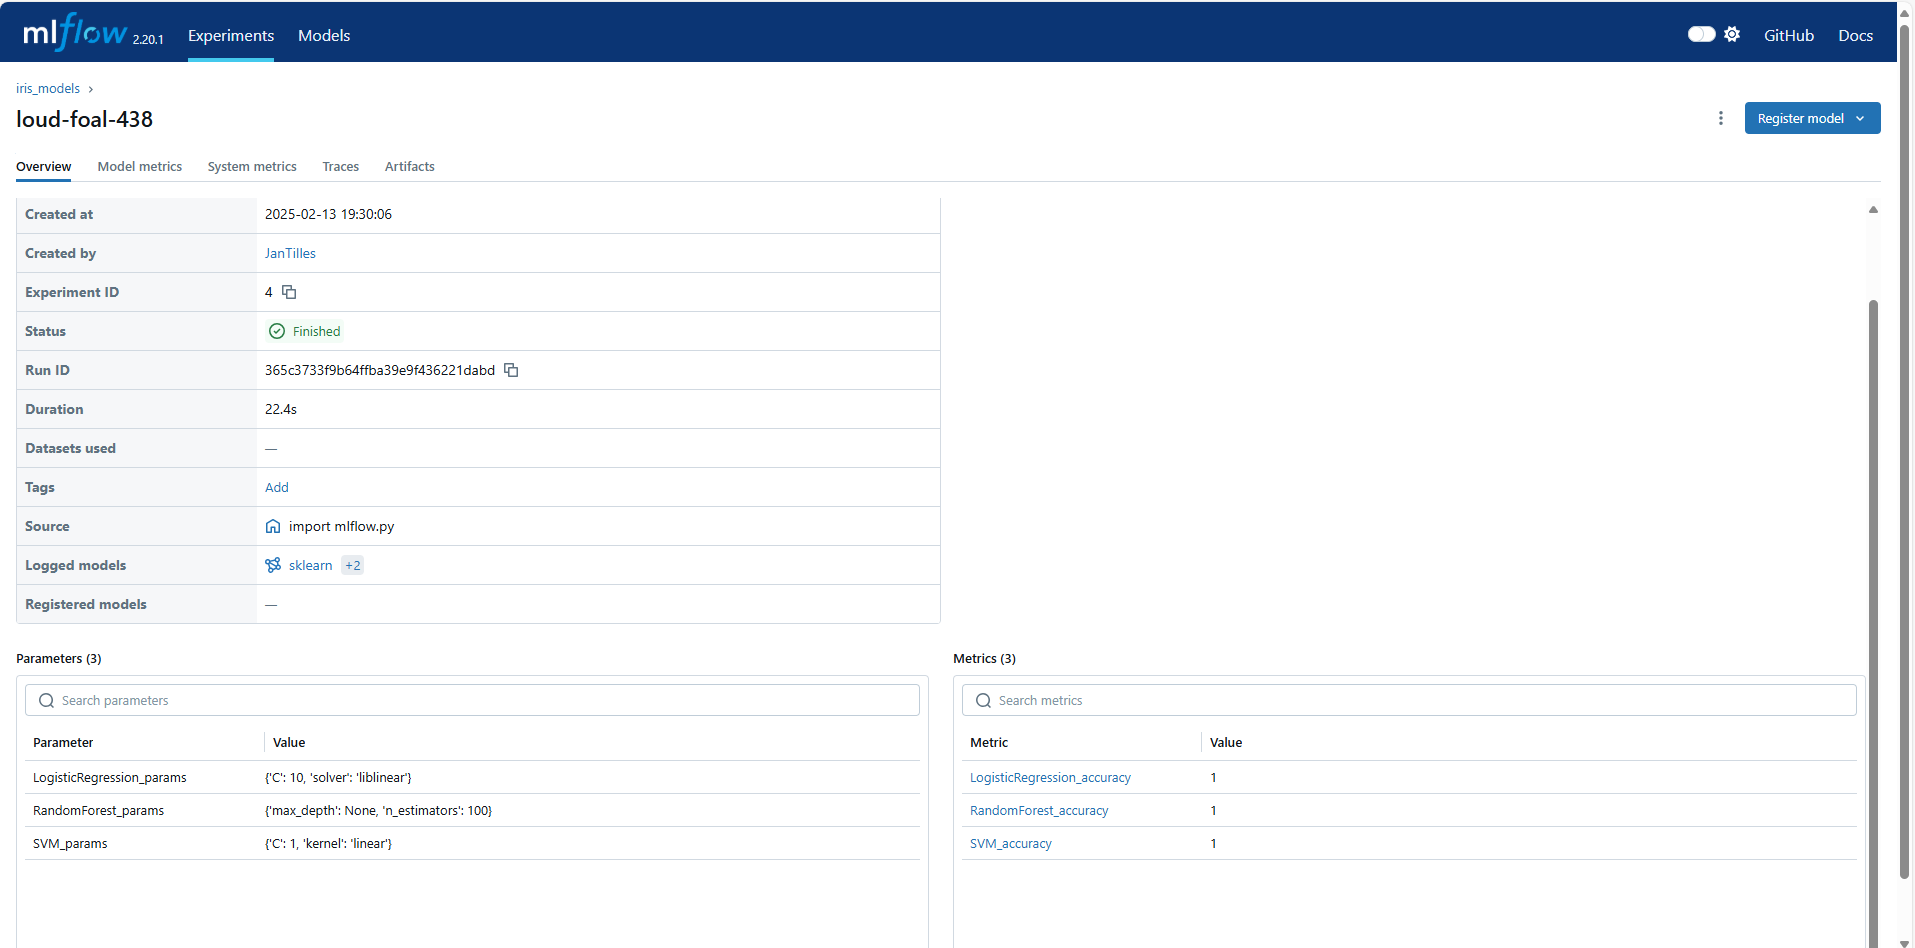 mlflow 2.20.1 Experiments Models GitHub Docs
iris_models
loud-foal-438
Register model
Overview Model metrics System metrics Traces Artifacts
Created at 2025-02-13 19:30:06
Created by JanTilles
Experiment ID 4
Status Finished
Run ID 365c3733f9b64ffba39e9f436221dabd
Duration 22.4s
Datasets used —
Tags Add
Source import mlflow.py
Logged models sklearn +2
Registered models —
Parameters (3)
Search parameters
Parameter Value
LogisticRegression_params {'C': 10, 'solver': 'liblinear'}
RandomForest_params {'max_depth': None, 'n_estimators': 100}
SVM_params {'C': 1, 'kernel': 'linear'}
Metrics (3)
Search metrics
Metric Value
LogisticRegression_accuracy 1
RandomForest_accuracy 1
SVM_accuracy 1